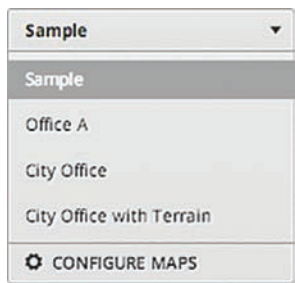 Sample
Sample
Office A
City Office
City Office with Terrain
CONFIGURE MAPS